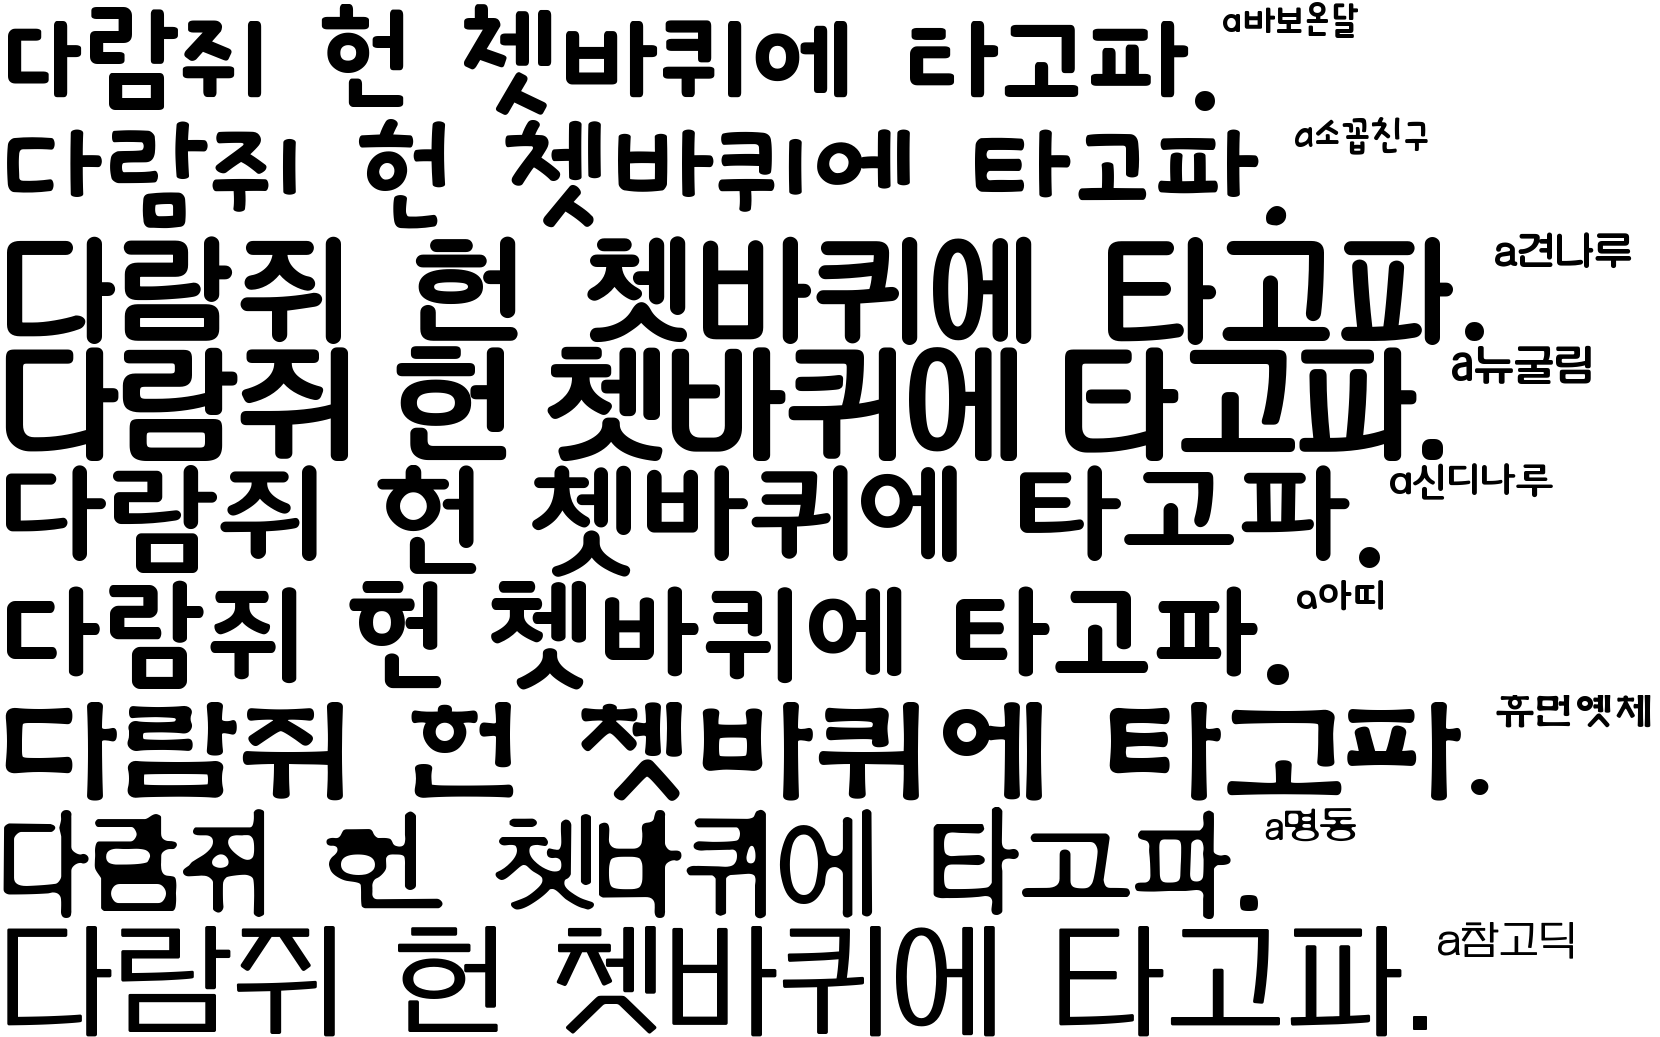 다람쥐 헌 쳇바퀴에 타고파. a바보온달
다람쥐 헌 쳇바퀴에 타고파. a소꼽친구
다람쥐 헌 쳇바퀴에 타고파. a견나루
다람쥐 헌 쳇바퀴에 타고파. a뉴굴림
다람쥐 헌 쳇바퀴에 타고파. a신디나루
다람쥐 헌 쳇바퀴에 타고파. a아띠
다람쥐 헌 쳇바퀴에 타고파. 휴먼옛체
다람쥐 헌 쳇바퀴에 타고파. a명동
다람쥐 헌 쳇바퀴에 타고파. a참고딕